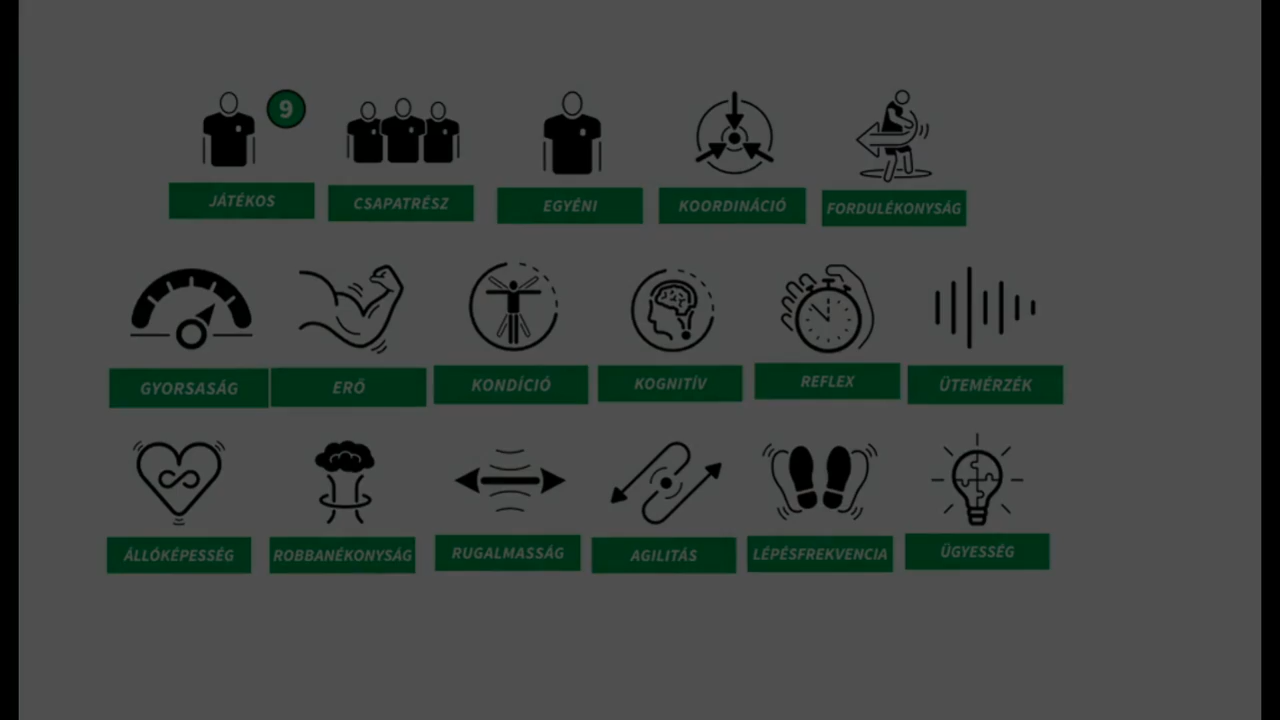 9
JÁTÉKOS
CSAPATRÉSZ
EGYÉNI
KOORDINÁCIÓ
FORDULÉKONYSÁG
GYORSASÁG
ERŐ
KONDÍCIÓ
KOGNITÍV
REFLEX
ÜTEMÉRZÉK
ÁLLÓKÉPESSÉG
ROBBANÉKONYSÁG
RUGALMASSÁG
AGILITÁS
LÉPÉSFREKVENCIA
ÜGYESSÉG